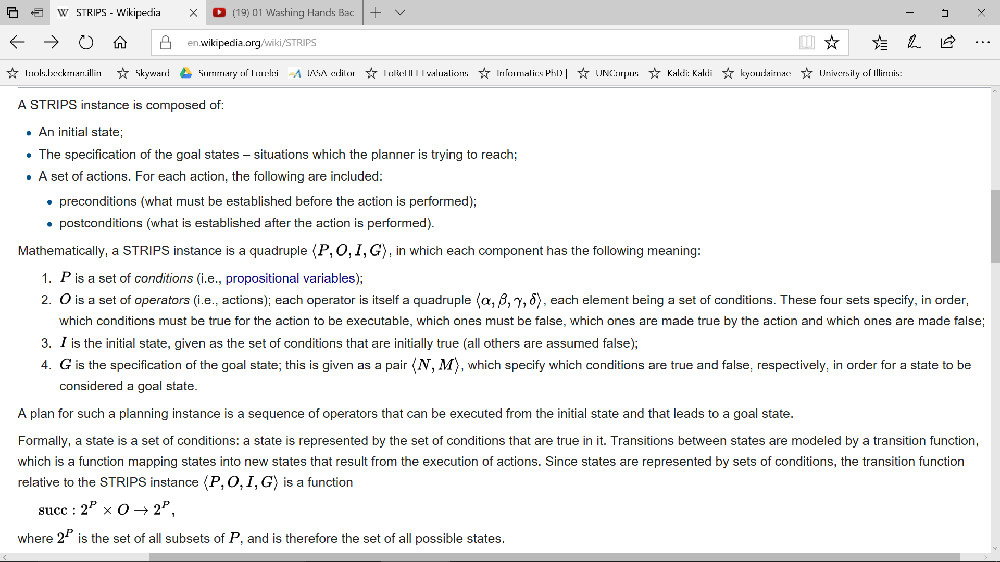 STRIPS - Wikipedia
(19) 01 Washing Hands Bac
en.wikipedia.org/wiki/STRIPS
tools.beckman.illin Skyward Summary of Lorelei JASA_editor LoReHLT Evaluations Informatics PhD | UNCorpus Kaldi: Kaldi kyoudaimae University of Illinois:
A STRIPS instance is composed of:
• An initial state;
• The specification of the goal states – situations which the planner is trying to reach;
• A set of actions. For each action, the following are included:
• preconditions (what must be established before the action is performed);
• postconditions (what is established after the action is performed).
Mathematically, a STRIPS instance is a quadruple ⟨P, O, I, G⟩, in which each component has the following meaning:
1. P is a set of conditions (i.e., propositional variables);
2. O is a set of operators (i.e., actions); each operator is itself a quadruple ⟨α, β, γ, δ⟩, each element being a set of conditions. These four sets specify, in order,
which conditions must be true for the action to be executable, which ones must be false, which ones are made true by the action and which ones are made false;
3. I is the initial state, given as the set of conditions that are initially true (all others are assumed false);
4. G is the specification of the goal state; this is given as a pair ⟨N, M⟩, which specify which conditions are true and false, respectively, in order for a state to be
considered a goal state.
A plan for such a planning instance is a sequence of operators that can be executed from the initial state and that leads to a goal state.
Formally, a state is a set of conditions: a state is represented by the set of conditions that are true in it. Transitions between states are modeled by a transition function,
which is a function mapping states into new states that result from the execution of actions. Since states are represented by sets of conditions, the transition function
relative to the STRIPS instance ⟨P, O, I, G⟩ is a function
succ : 2^P × O → 2^P,
where 2^P is the set of all subsets of P, and is therefore the set of all possible states.